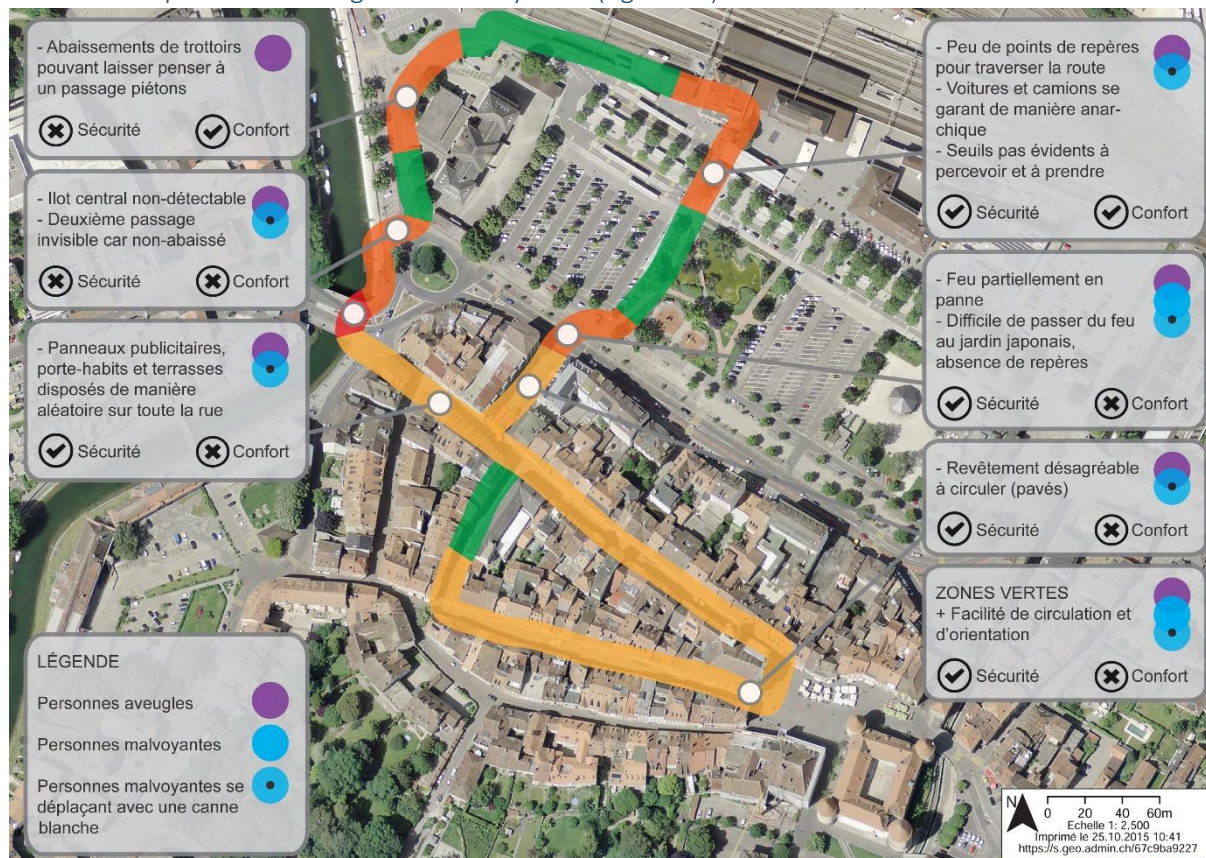 - Abaissements de trottoirs
pouvant laisser penser à
un passage piétons
Sécurité Confort
- Ilot central non-détectable
- Deuxième passage
invisible car non-abaissé
Sécurité Confort
- Panneaux publicitaires,
porte-habits et terrasses
disposés de manière
aléatoire sur toute la rue
Sécurité Confort
LÉGENDE
Personnes aveugles
Personnes malvoyantes
Personnes malvoyantes se
déplaçant avec une canne
blanche
- Peu de points de repères
pour traverser la route
- Voitures et camions se
garant de manière anar-
chique
- Seuils pas évidents à
percevoir et à prendre
Sécurité Confort
- Feu partiellement en
panne
- Difficile de passer du feu
au jardin japonais,
absence de repères
Sécurité Confort
- Revêtement désagréable
à circuler (pavés)
Sécurité Confort
ZONES VERTES
+ Facilité de circulation et
d'orientation
Sécurité Confort
N
0 20 40 60m
Echelle 1: 2,500
Imprimé le 25.10.2015 10:41
https://s.geo.admin.ch/67c9ba9227